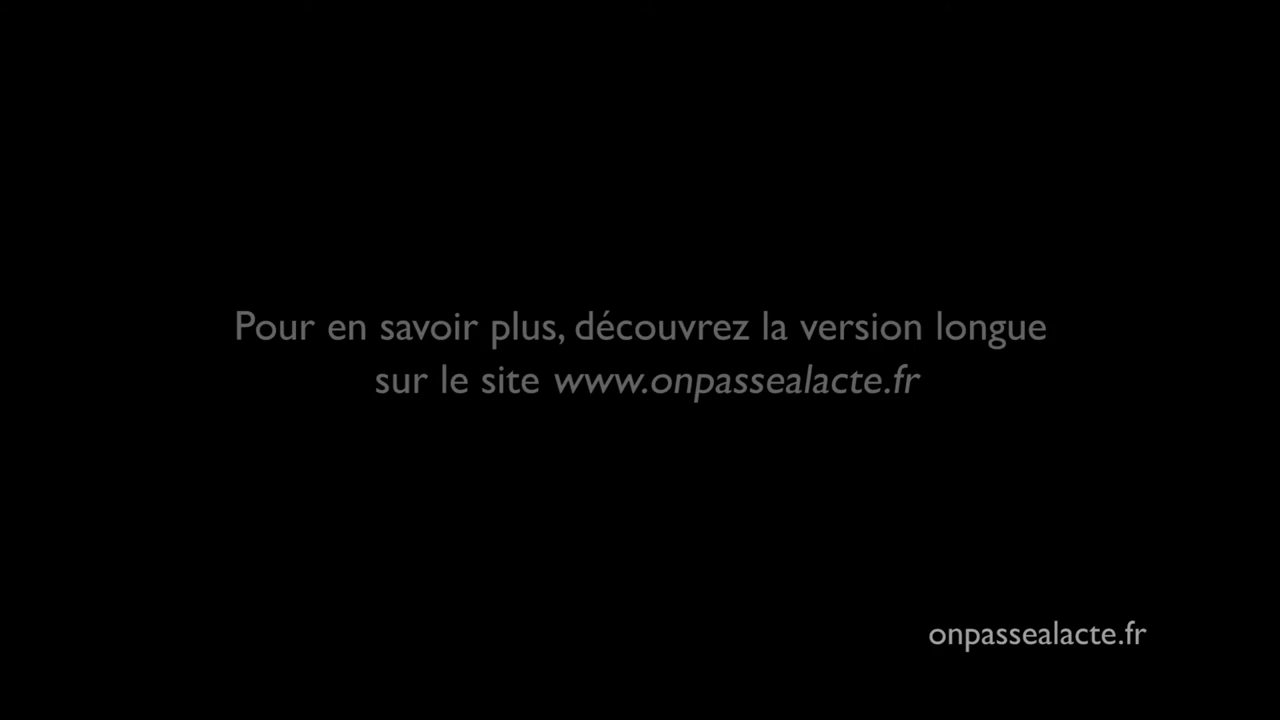 Pour en savoir plus, découvrez la version longue
sur le site www.onpassealacte.fr
onpassealacte.fr